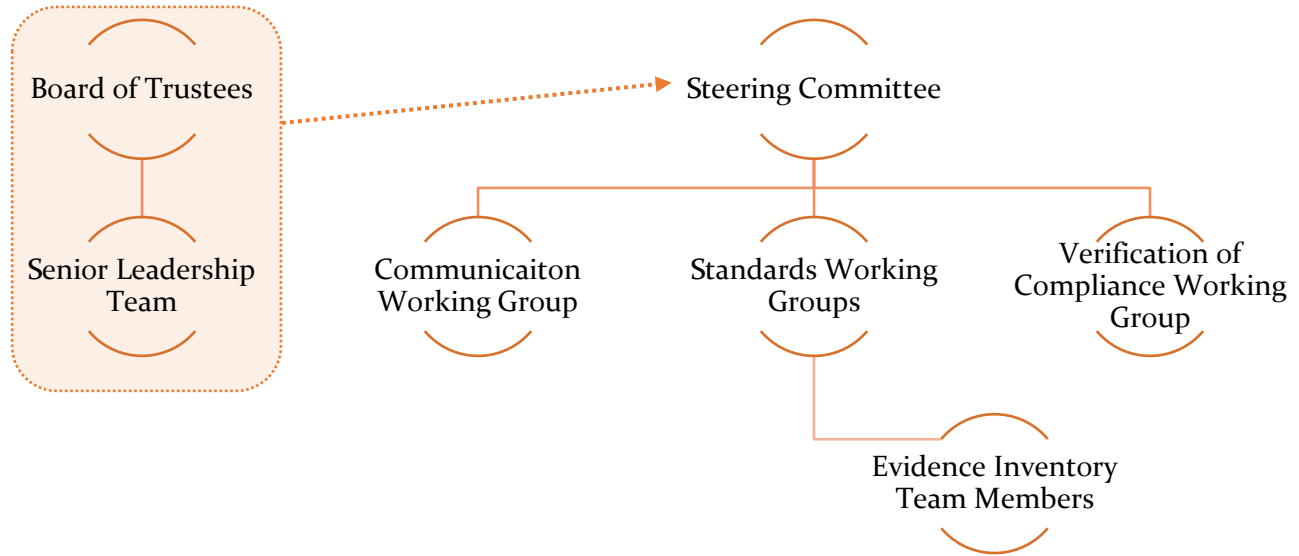 Board of Trustees
Steering Committee
Senior Leadership
Team
Communicaiton
Working Group
Standards Working
Groups
Verification of
Compliance Working
Group
Evidence Inventory
Team Members